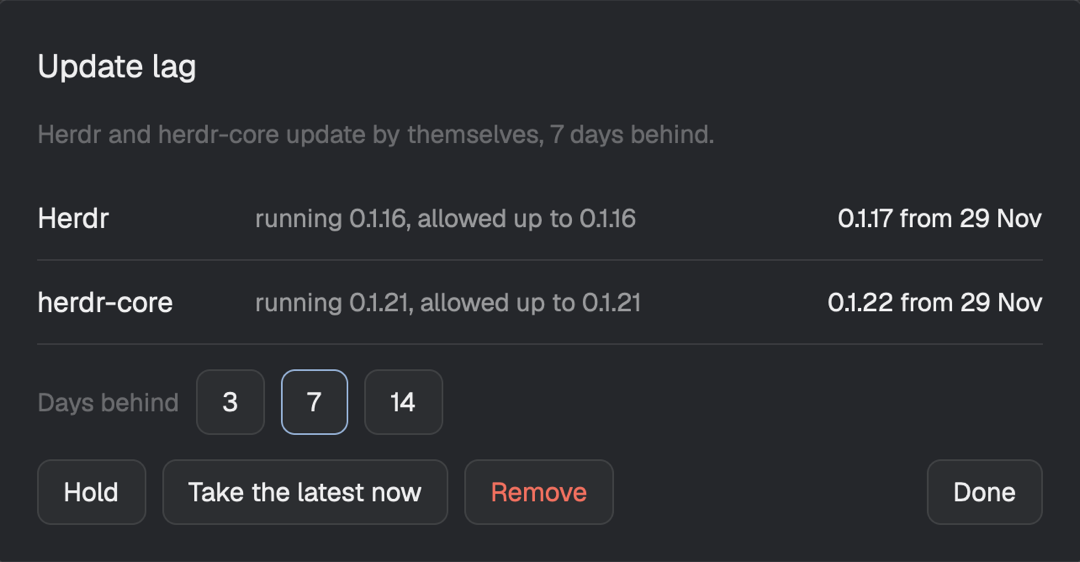 Update lag
Herdr and herdr-core update by themselves, 7 days behind.
Herdr running 0.1.16, allowed up to 0.1.16 0.1.17 from 29 Nov
herdr-core running 0.1.21, allowed up to 0.1.21 0.1.22 from 29 Nov
Days behind 3 7 14
Hold Take the latest now Remove Done